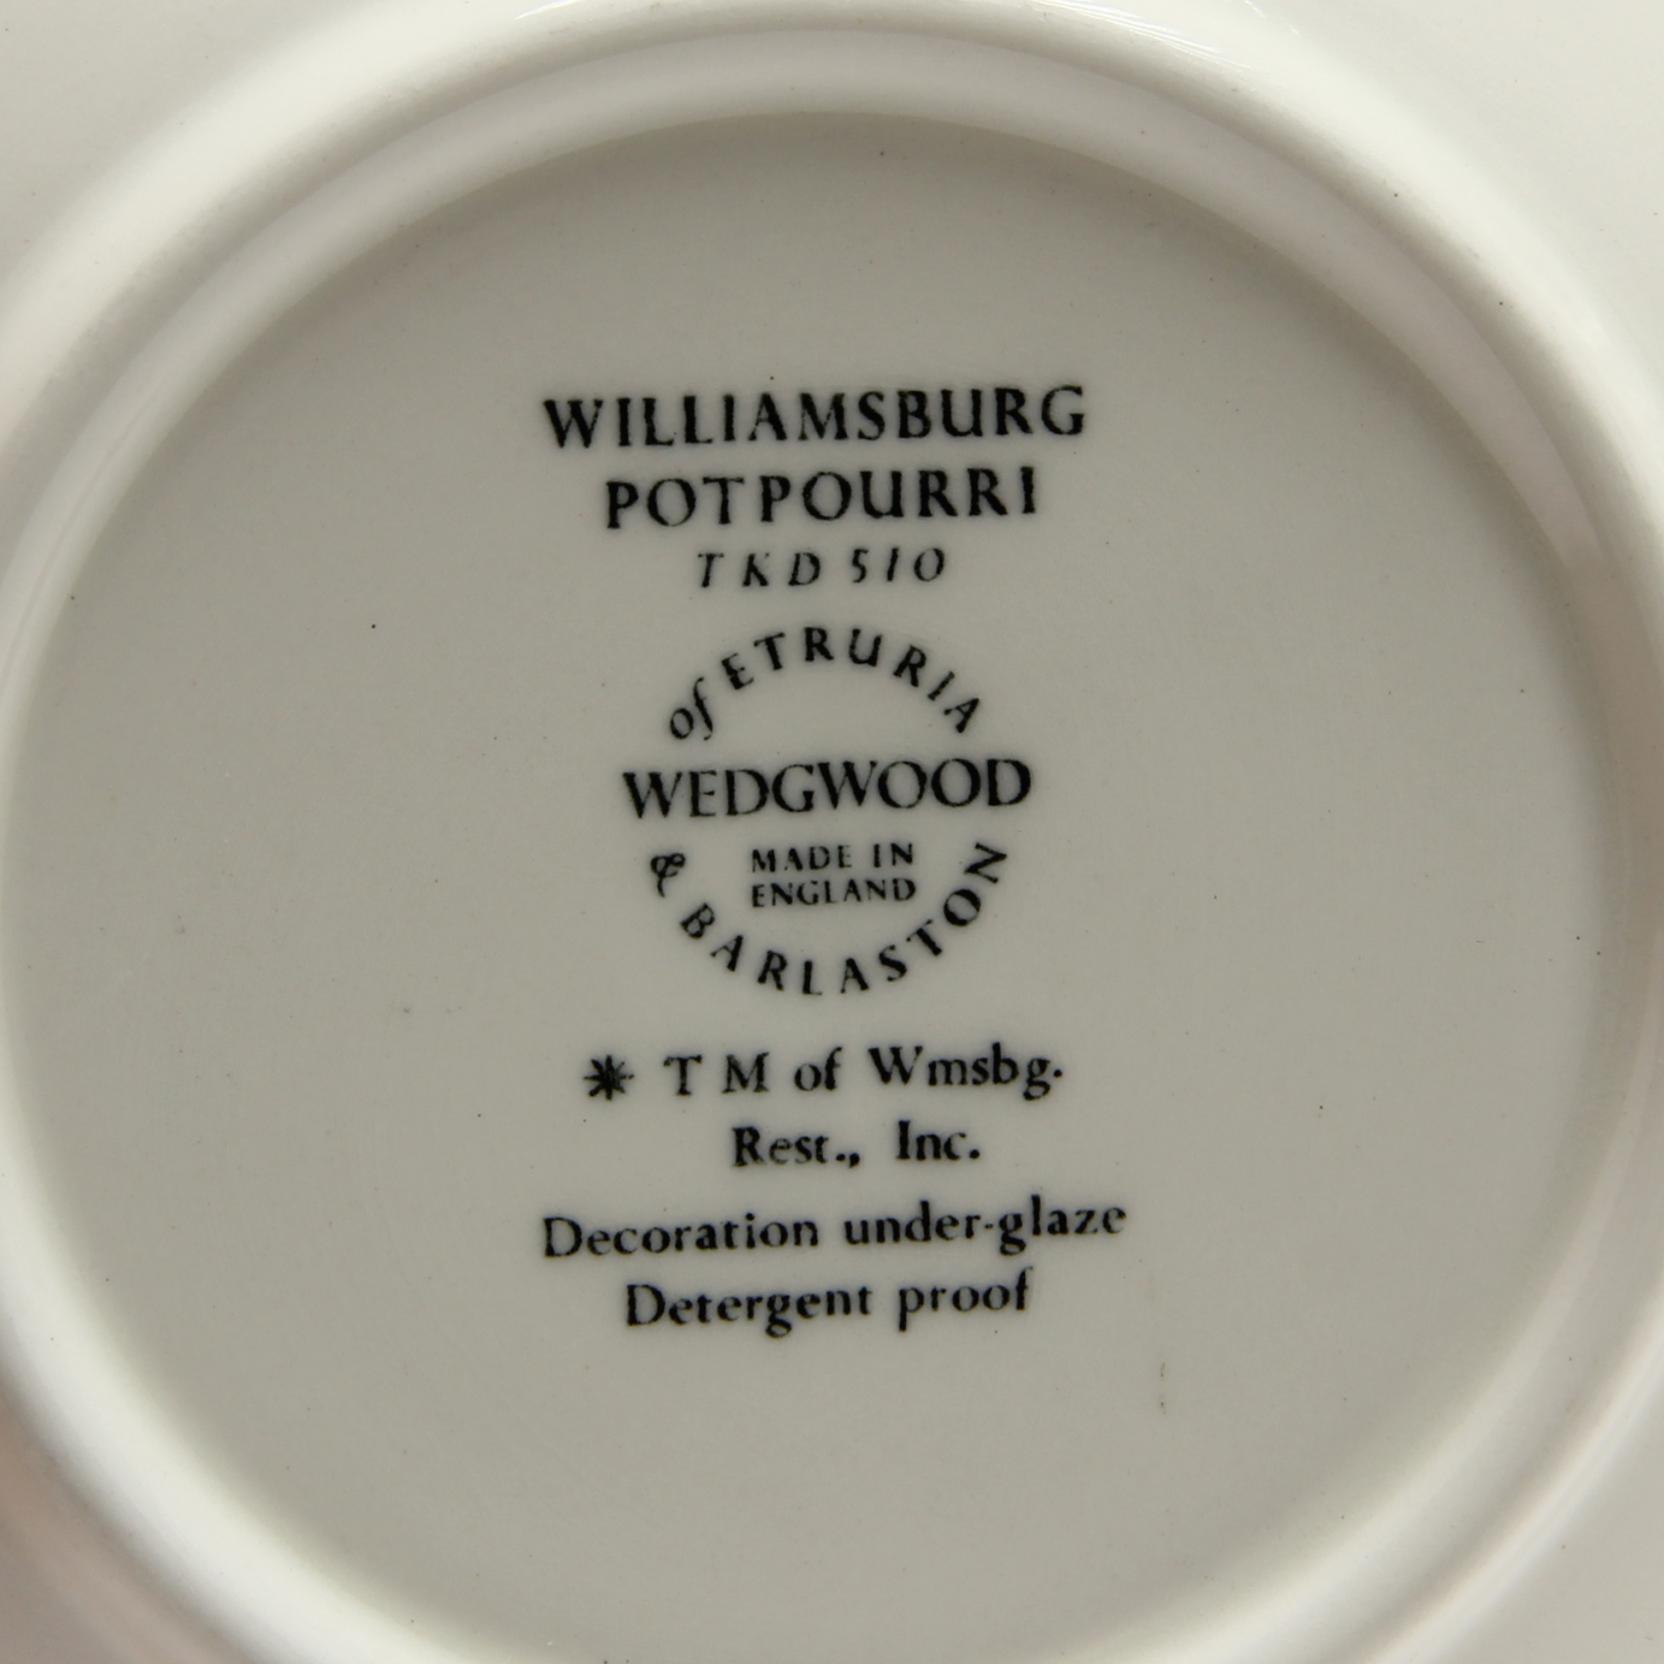 WILLIAMSBURG
POTPOURRI
TKD 510
of ETRURIA
WEDGWOOD
MADE IN
ENGLAND
& BARLASTON
* T M of Wmsbg.
Rest., Inc.
Decoration under-glaze
Detergent proof